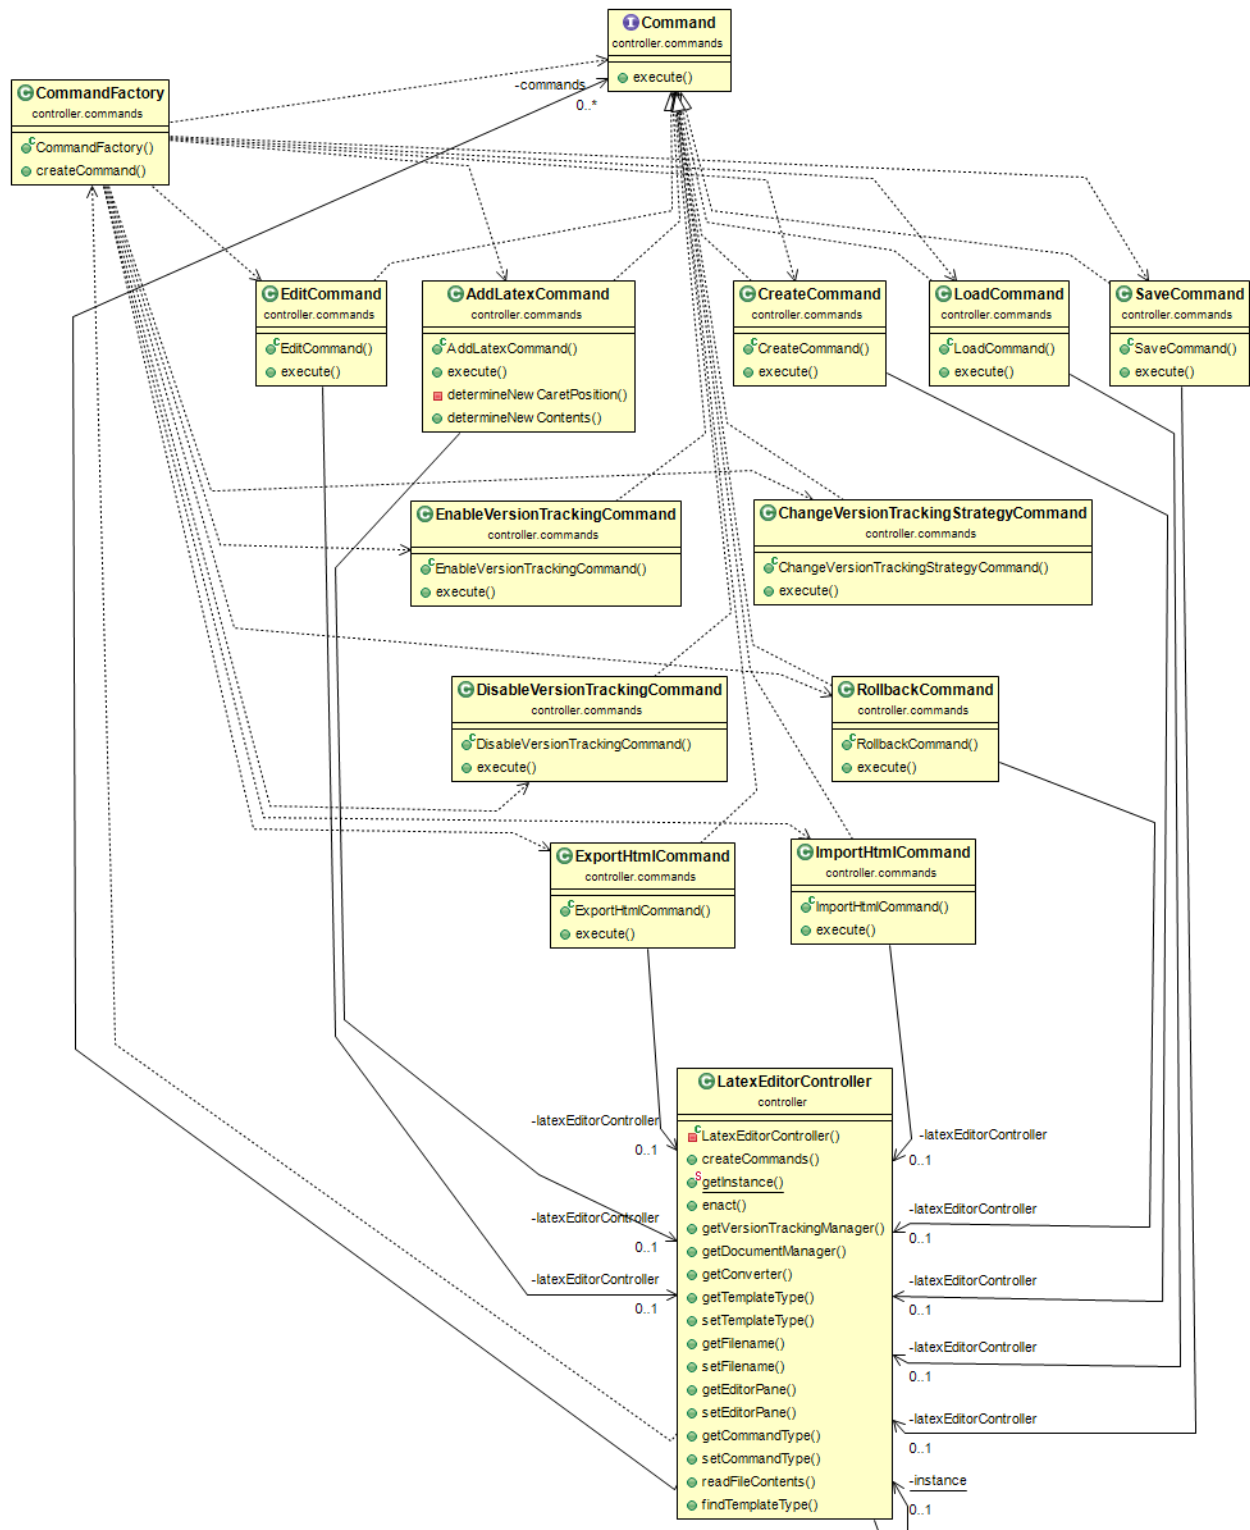 Command
controller.commands
execute()
-commands
0..*
CommandFactory
controller.commands
CommandFactory()
createCommand()
EditCommand
controller.commands
EditCommand()
execute()
AddLatexCommand
controller.commands
AddLatexCommand()
execute()
determineNewCaretPosition()
determineNewContents()
CreateCommand
controller.commands
CreateCommand()
execute()
LoadCommand
controller.commands
LoadCommand()
execute()
SaveCommand
controller.commands
SaveCommand()
execute()
EnableVersionTrackingCommand
controller.commands
EnableVersionTrackingCommand()
execute()
ChangeVersionTrackingStrategyCommand
controller.commands
ChangeVersionTrackingStrategyCommand()
execute()
DisableVersionTrackingCommand
controller.commands
DisableVersionTrackingCommand()
execute()
RollbackCommand
controller.commands
RollbackCommand()
execute()
ExportHtmlCommand
controller.commands
ExportHtmlCommand()
execute()
ImportHtmlCommand
controller.commands
ImportHtmlCommand()
execute()
LatexEditorController
controller
LatexEditorController()
createCommands()
getInstance()
enact()
getVersionTrackingManager()
getDocumentManager()
getConverter()
getTemplateType()
setTemplateType()
getFilename()
setFilename()
getEditorPane()
setEditorPane()
getCommandType()
setCommandType()
readFileContents()
findTemplateType()
-latexEditorController
0..1
-latexEditorController
0..1
-latexEditorController
0..1
-latexEditorController
0..1
-latexEditorController
0..1
-latexEditorController
0..1
-latexEditorController
0..1
-latexEditorController
0..1
-instance
0..1